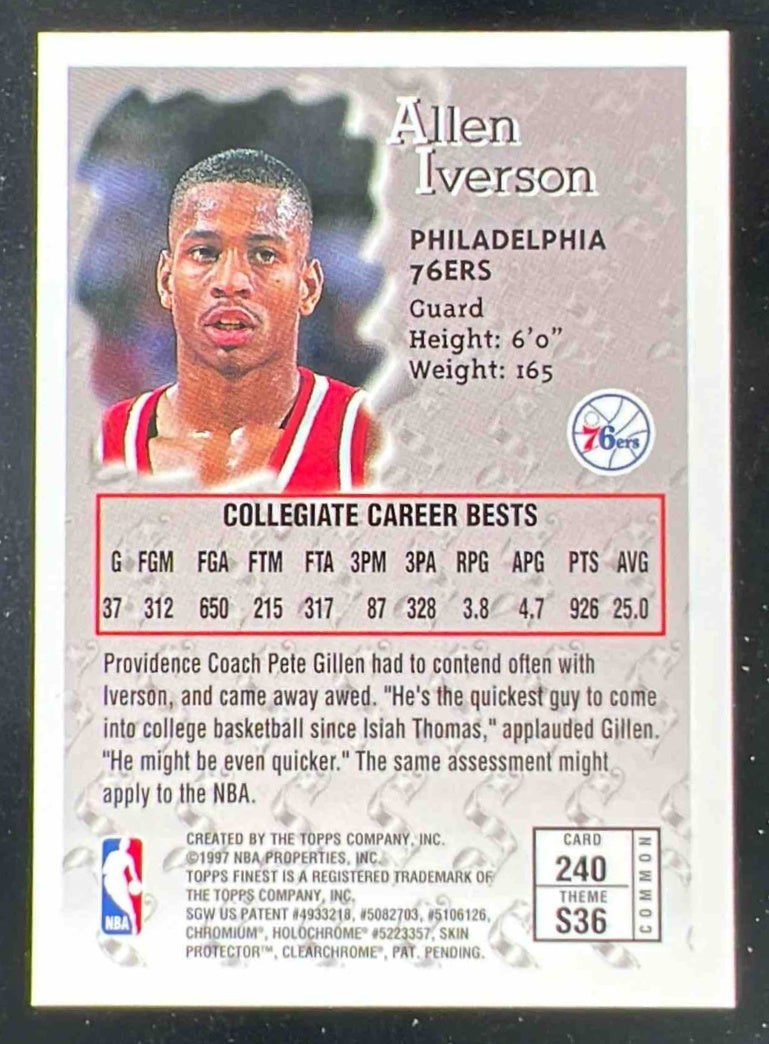 Allen
Iverson
PHILADELPHIA
76ERS
Guard
Height: 6'0"
Weight: 165
76ers
COLLEGIATE CAREER BESTS
G FGM FGA FTM FTA 3PM 3PA RPG APG PTS AVG
37 312 650 215 317 87 328 3.8 4.7 926 25.0
Providence Coach Pete Gillen had to contend often with
Iverson, and came away awed. "He's the quickest guy to come
into college basketball since Isiah Thomas," applauded Gillen.
"He might be even quicker." The same assessment might
apply to the NBA.
NBA
CREATED BY THE TOPPS COMPANY, INC.
©1997 NBA PROPERTIES, INC.
TOPPS FINEST IS A REGISTERED TRADEMARK OF
THE TOPPS COMPANY, INC.
SGW US PATENT #4933218, #5082703, #5106126,
CHROMIUM®, HOLOCHROME® #5223357, SKIN
PROTECTOR™, CLEARCHROME®, PAT. PENDING.
CARD
240
THEME
S36
COMMON